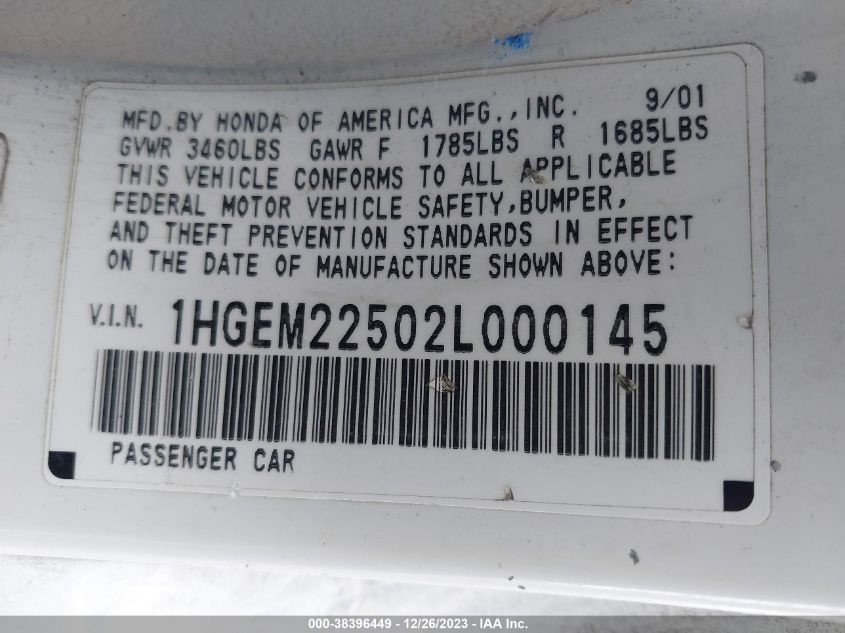 MFD.BY HONDA OF AMERICA MFG.,INC. 9/01
GVWR 3460LBS GAWR F 1785LBS R 1685LBS
THIS VEHICLE CONFORMS TO ALL APPLICABLE
FEDERAL MOTOR VEHICLE SAFETY,BUMPER,
AND THEFT PREVENTION STANDARDS IN EFFECT
ON THE DATE OF MANUFACTURE SHOWN ABOVE:
V.I.N. 1HGEM22502L000145
PASSENGER CAR
000-38396449 - 12/26/2023 - IAA Inc.